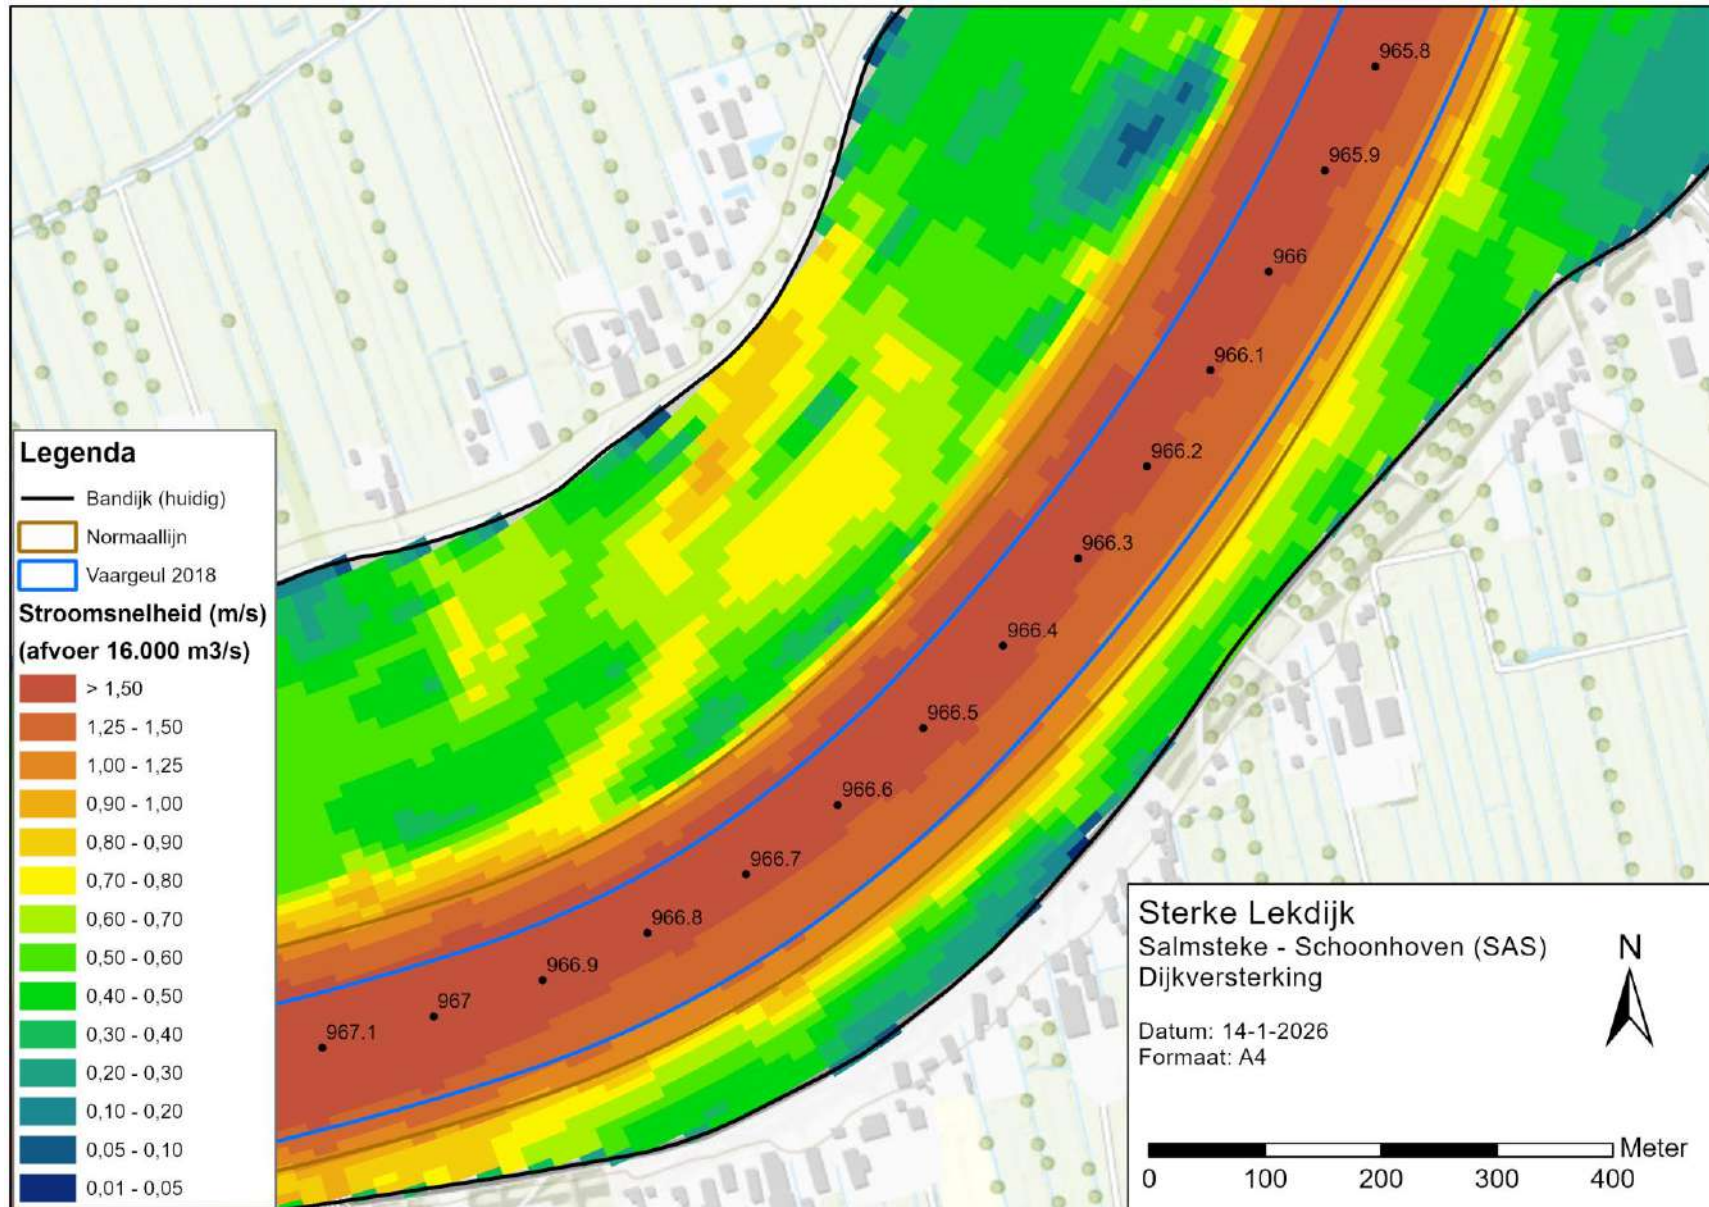 965.8
965.9
966
966.1
966.2
966.3
966.4
966.5
966.6
966.7
966.8
966.9
967
967.1
Legenda
Bandijk (huidig)
Normaallijn
Vaargeul 2018
Stroomsnelheid (m/s)
(afvoer 16.000 m3/s)
> 1,50
1,25 - 1,50
1,00 - 1,25
0,90 - 1,00
0,80 - 0,90
0,70 - 0,80
0,60 - 0,70
0,50 - 0,60
0,40 - 0,50
0,30 - 0,40
0,20 - 0,30
0,10 - 0,20
0,05 - 0,10
0,01 - 0,05
Sterke Lekdijk
Salmsteke - Schoonhoven (SAS)
Dijkversterking
Datum: 14-1-2026
Formaat: A4
N
Meter
0 100 200 300 400